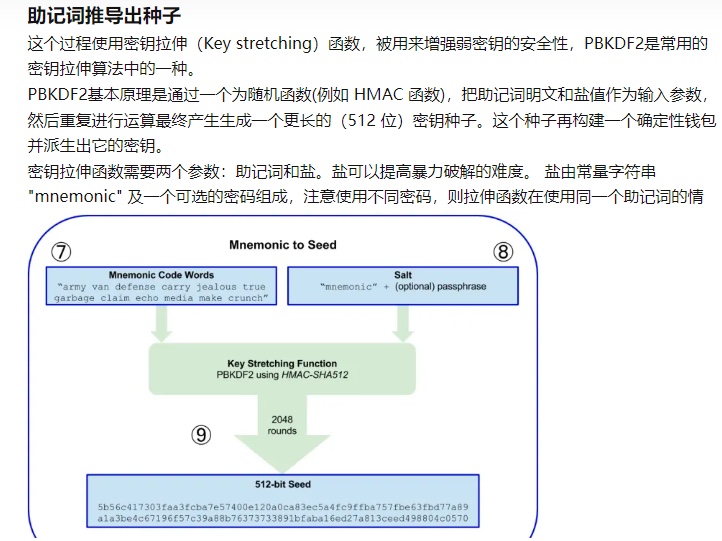 助记词推导出种子
这个过程使用密钥拉伸（Key stretching）函数，被用来增强弱密钥的安全性，PBKDF2是常用的
密钥拉伸算法中的一种。
PBKDF2基本原理是通过一个为随机函数(例如 HMAC 函数)，把助记词明文和盐值作为输入参数，
然后重复进行运算最终产生生成一个更长的（512 位）密钥种子。这个种子再构建一个确定性钱包
并派生出它的密钥。
密钥拉伸函数需要两个参数：助记词和盐。盐可以提高暴力破解的难度。 盐由常量字符串
"mnemonic" 及一个可选的密码组成，注意使用不同密码，则拉伸函数在使用同一个助记词的情
Mnemonic to Seed
⑦
⑧
Mnemonic Code Words
“army van defense carry jealous true
garbage claim echo media make crunch”
Salt
“mnemonic” + (optional) passphrase
Key Stretching Function
PBKDF2 using HMAC-SHA512
2048
rounds
⑨
512-bit Seed
5b56c417303faa3fcba7e57400e120a0ca83ec5a4fc9ffba757fbe63fbd77a89
a1a3be4c67196f57c39a88b76373733891bfaba16ed27a813ceed498804c0570